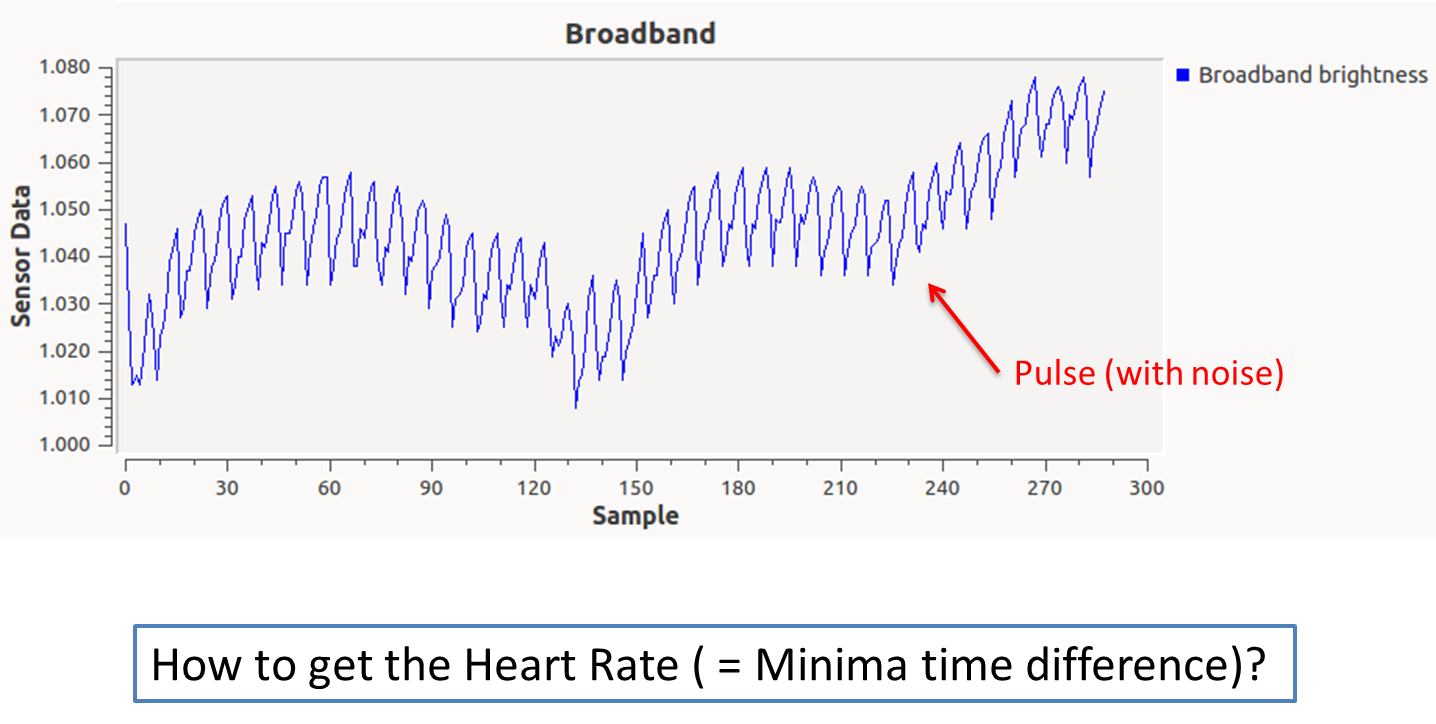 Broadband
Broadband brightness
1.080
1.070
1.060
1.050
1.040
1.030
1.020
1.010
1.000
Sensor Data
0 30 60 90 120 150 180 210 240 270 300
Sample
Pulse (with noise)
How to get the Heart Rate ( = Minima time difference)?